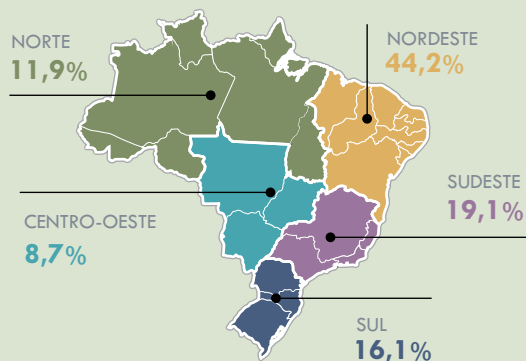 NORTE
11,9%
NORDESTE
44,2%
CENTRO-OESTE
8,7%
SUDESTE
19,1%
SUL
16,1%